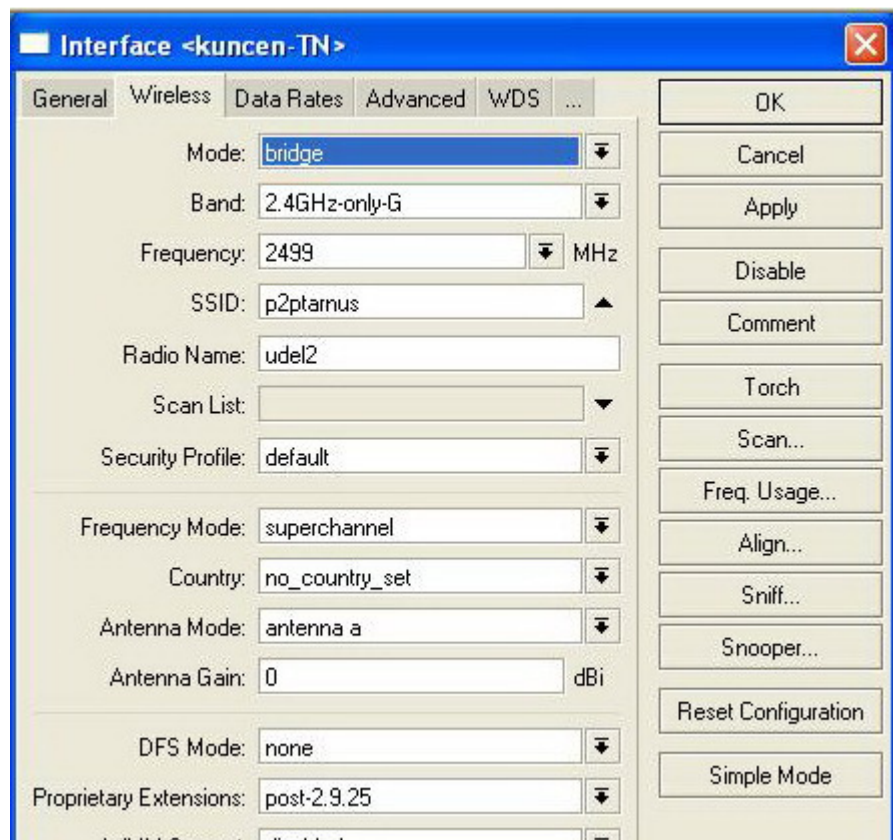 Interface <kuncen-TN>
General Wireless Data Rates Advanced WDS ...
Mode: bridge
Band: 2.4GHz-only-G
Frequency: 2499 MHz
SSID: p2ptarnus
Radio Name: udel2
Scan List:
Security Profile: default
Frequency Mode: superchannel
Country: no_country_set
Antenna Mode: antenna a
Antenna Gain: 0 dBi
DFS Mode: none
Proprietary Extensions: post-2.9.25
OK
Cancel
Apply
Disable
Comment
Torch
Scan...
Freq. Usage...
Align...
Sniff...
Snooper...
Reset Configuration
Simple Mode